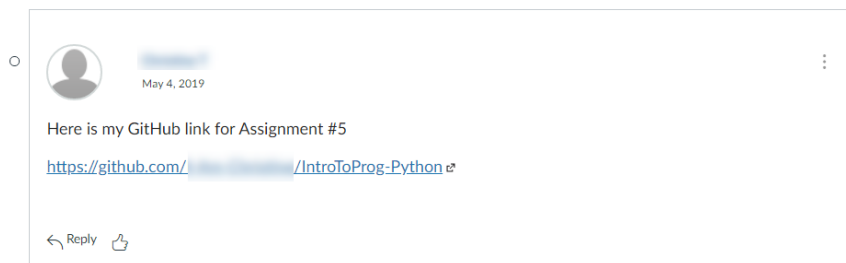 May 4, 2019
Here is my GitHub link for Assignment #5
https://github.com/ /IntroToProg-Python
Reply